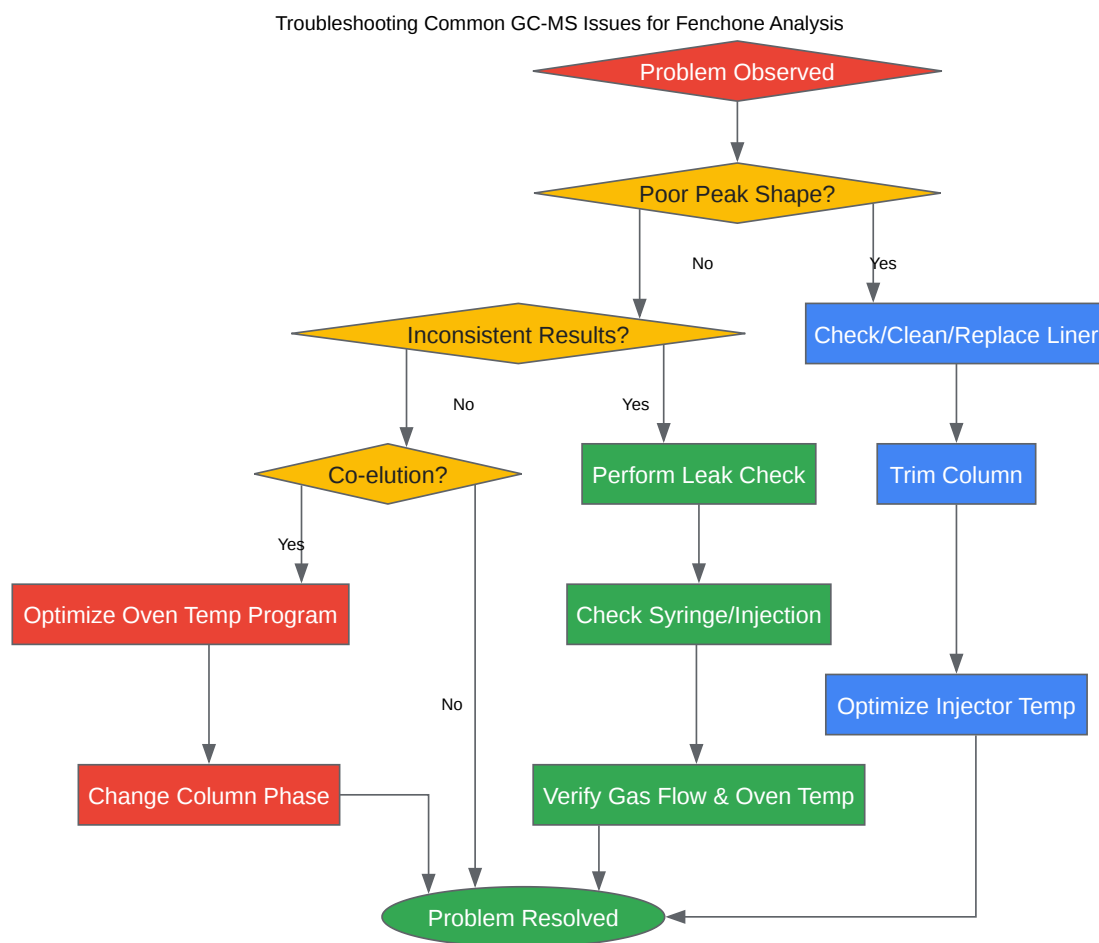 Troubleshooting Common GC-MS Issues for Fenchone Analysis
Problem Observed
Poor Peak Shape?
No
Yes
Inconsistent Results?
Check/Clean/Replace Liner
No
Yes
Co-elution?
Perform Leak Check
Trim Column
Yes
Optimize Oven Temp Program
Check Syringe/Injection
No
Optimize Injector Temp
Change Column Phase
Verify Gas Flow & Oven Temp
Problem Resolved